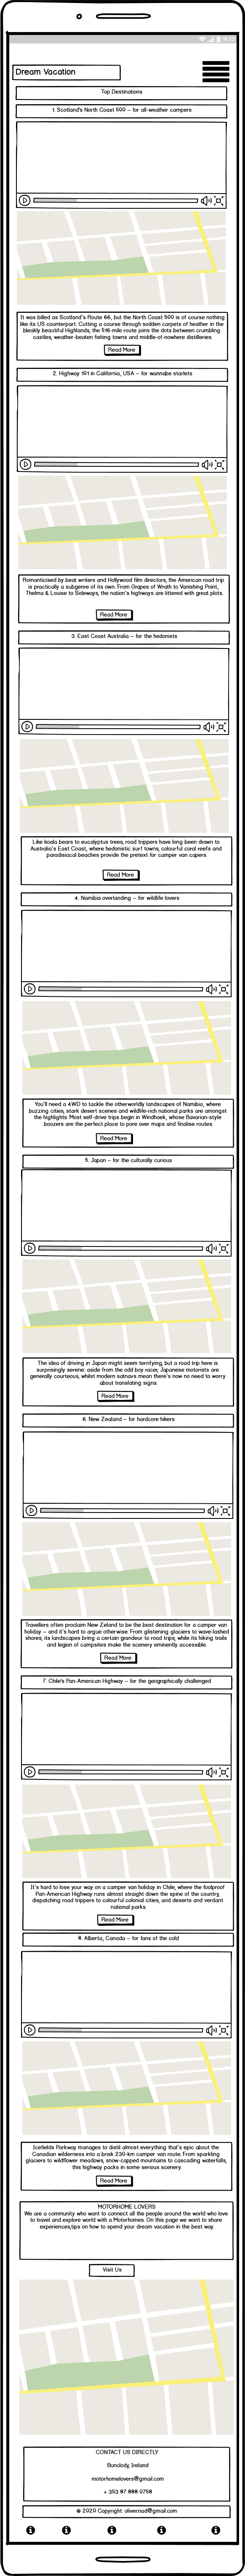 Dream Vacation
Top Destinations
1. Scotland's North Coast 500 – for all-weather campers
It was billed as Scotland's Route 66, but the North Coast 500 is of course nothing
like its US counterpart. Cutting a course through sodden carpets of heather in the
bleakly beautiful Highlands, the 516-mile route joins the dots between crumbling
castles, weather-beaten fishing towns and middle-of-nowhere distilleries.
Read More
2. Highway 101 in California, USA – for wannabe starlets
Romanticised by beat writers and Hollywood film directors, the American road trip
is practically a subgenre of its own. From Grapes of Wrath to Vanishing Point,
Thelma & Louise to Sideways, the nation's highways are littered with great plots.
Read More
3. East Coast Australia – for the hedonists
Like koala bears to eucalyptus trees, road trippers have long been drawn to
Australia's East Coast, where hedonistic surf towns, colourful coral reefs and
paradisiacal beaches provide the pretext for camper van capers.
Read More
4. Namibia overlanding – for wildlife lovers
You'll need a 4WD to tackle the otherworldly landscapes of Namibia, where
buzzing cities, stark desert scenes and wildlife-rich national parks are amongst
the highlights. Most self-drive trips begin in Windhoek, whose Bavarian-style
boozers are the perfect place to pore over maps and finalise routes.
Read More
5. Japan – for the culturally curious
The idea of driving in Japan might seem terrifying, but a road trip here is
surprisingly serene: aside from the odd boy racer, Japanese motorists are
generally courteous, whilst modern satnavs mean there's now no need to worry
about translating signs.
Read More
6. New Zealand – for hardcore hikers
Travellers often proclaim New Zeland to be the best destination for a camper van
holiday – and it's hard to argue otherwise. From glistening glaciers to wave-lashed
shores, its landscapes bring a certain grandeur to road trips, while its hiking trails
and legion of campsites make the scenery eminently accessible.
Read More
7. Chile's Pan-American Highway – for the geographically challenged
It's hard to lose your way on a camper van holiday in Chile, where the foolproof
Pan-American Highway runs almost straight down the spine of the country,
dispatching road trippers to colourful colonial cities, and deserts and verdant
national parks.
Read More
8. Alberta, Canada – for fans of the cold
Icefields Parkway manages to distil almost everything that's epic about the
Canadian wilderness into a brisk 230-km camper van route. From sparkling
glaciers to wildflower meadows, snow-capped mountains to cascading waterfalls,
this highway packs in some serious scenery.
Read More
MOTORHOME LOVERS
We are a community who want to connect all the people around the world who love
to travel and explore world with a Motorhomes. On this page we want to share
experiences,tips on how to spend your dream vacation in the best way.
Visit Us
CONTACT US DIRECTLY
Bunclody, Ireland
motorhomelovers@gmail.com
+ 353 87 888 0758
© 2020 Copyright: olivernad@gmail.com